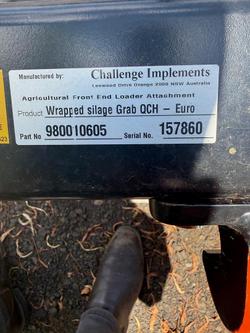 Manufactured by: Challenge Implements
Leewood Drive Orange 2800 NSW Australia
Agricultural Front End Loader Attachment
Product Wrapped silage Grab QCH - Euro
Part No 980010605 Serial No. 157860